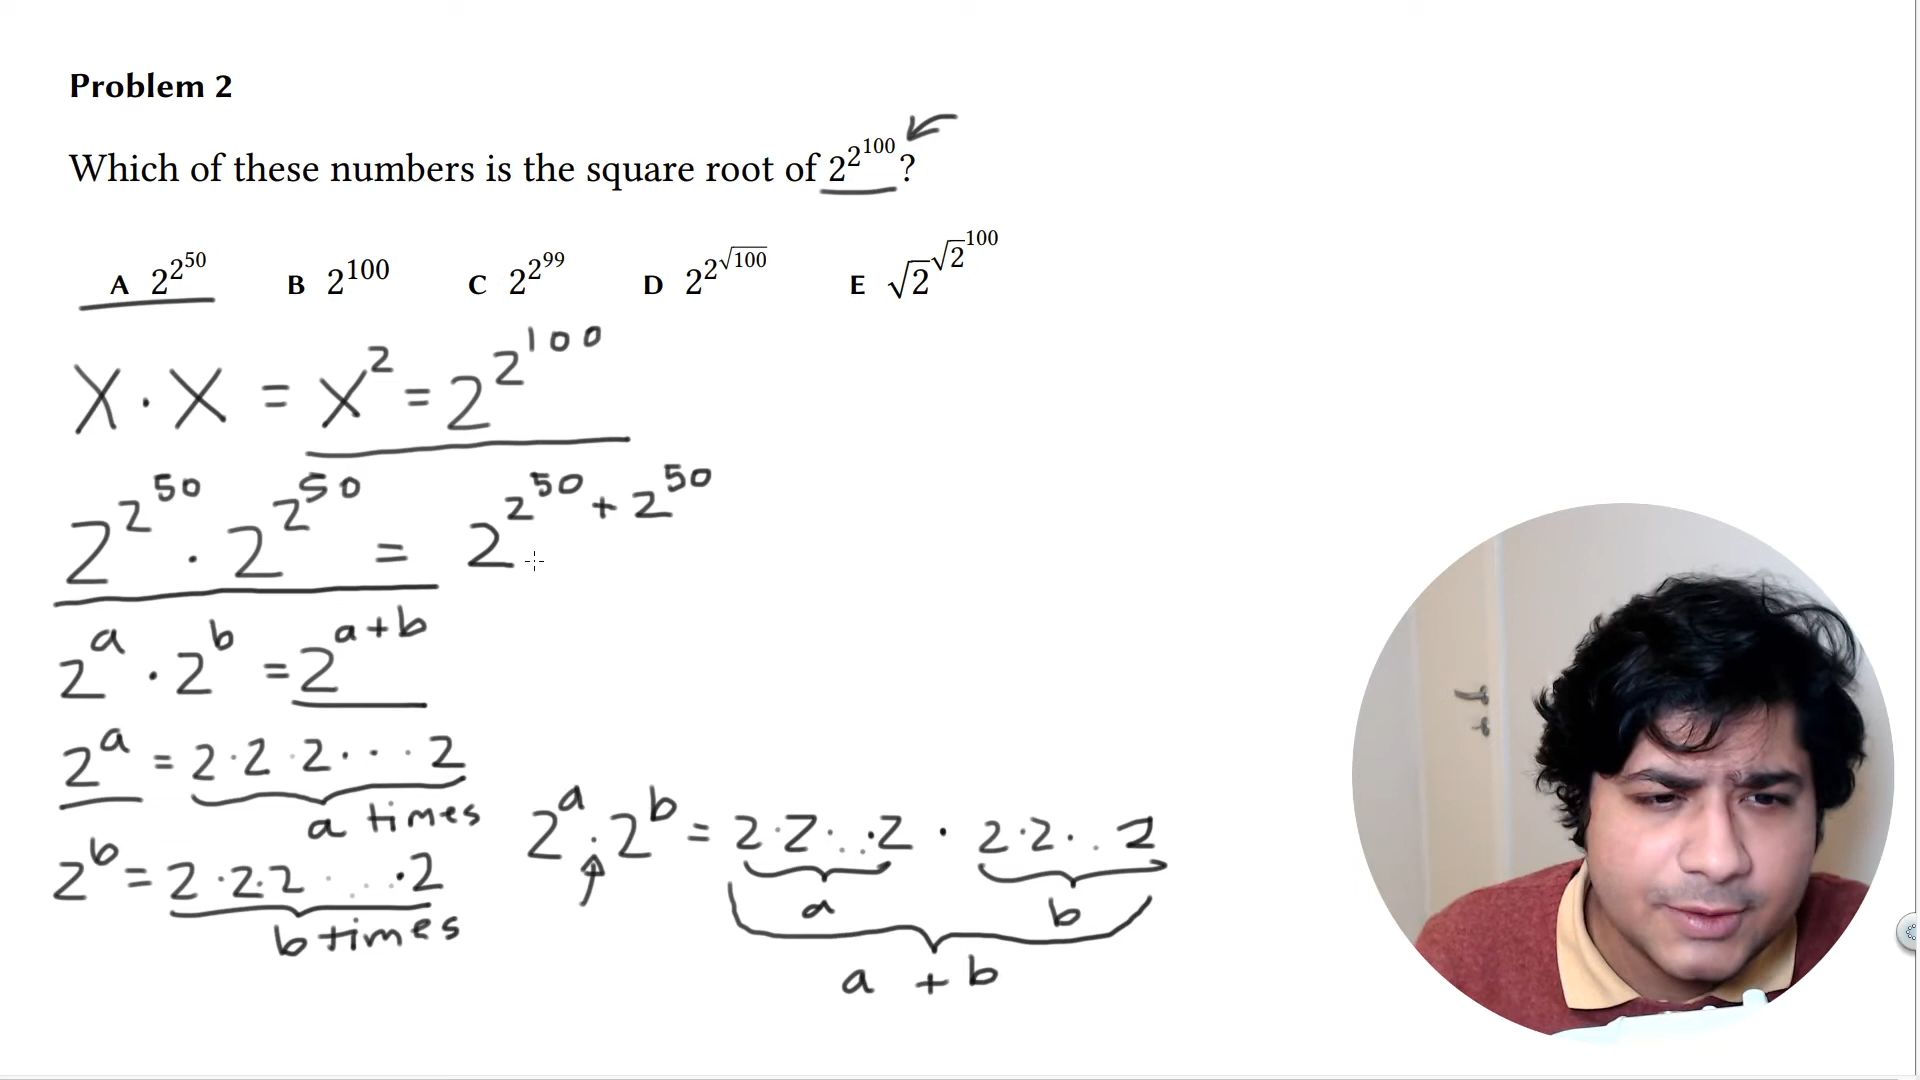 Problem 2
Which of these numbers is the square root of 2^{2^{100}}?
A 2^{2^{50}} B 2^{100} C 2^{2^{99}} D 2^{2^{\sqrt{100}}} E \sqrt{2}^{\sqrt{2}^{100}}
X · X = X^2 = 2^{2^{100}}
2^{2^{50}} · 2^{2^{50}} = 2^{2^{50} + 2^{50}}
2^a · 2^b = 2^{a+b}
2^a = 2·2·2· · ·2
a times
2^b = 2·2·2 . . . ·2
b times
2^a · 2^b = 2·2·..·2 · 2·2·..2
a b
a + b